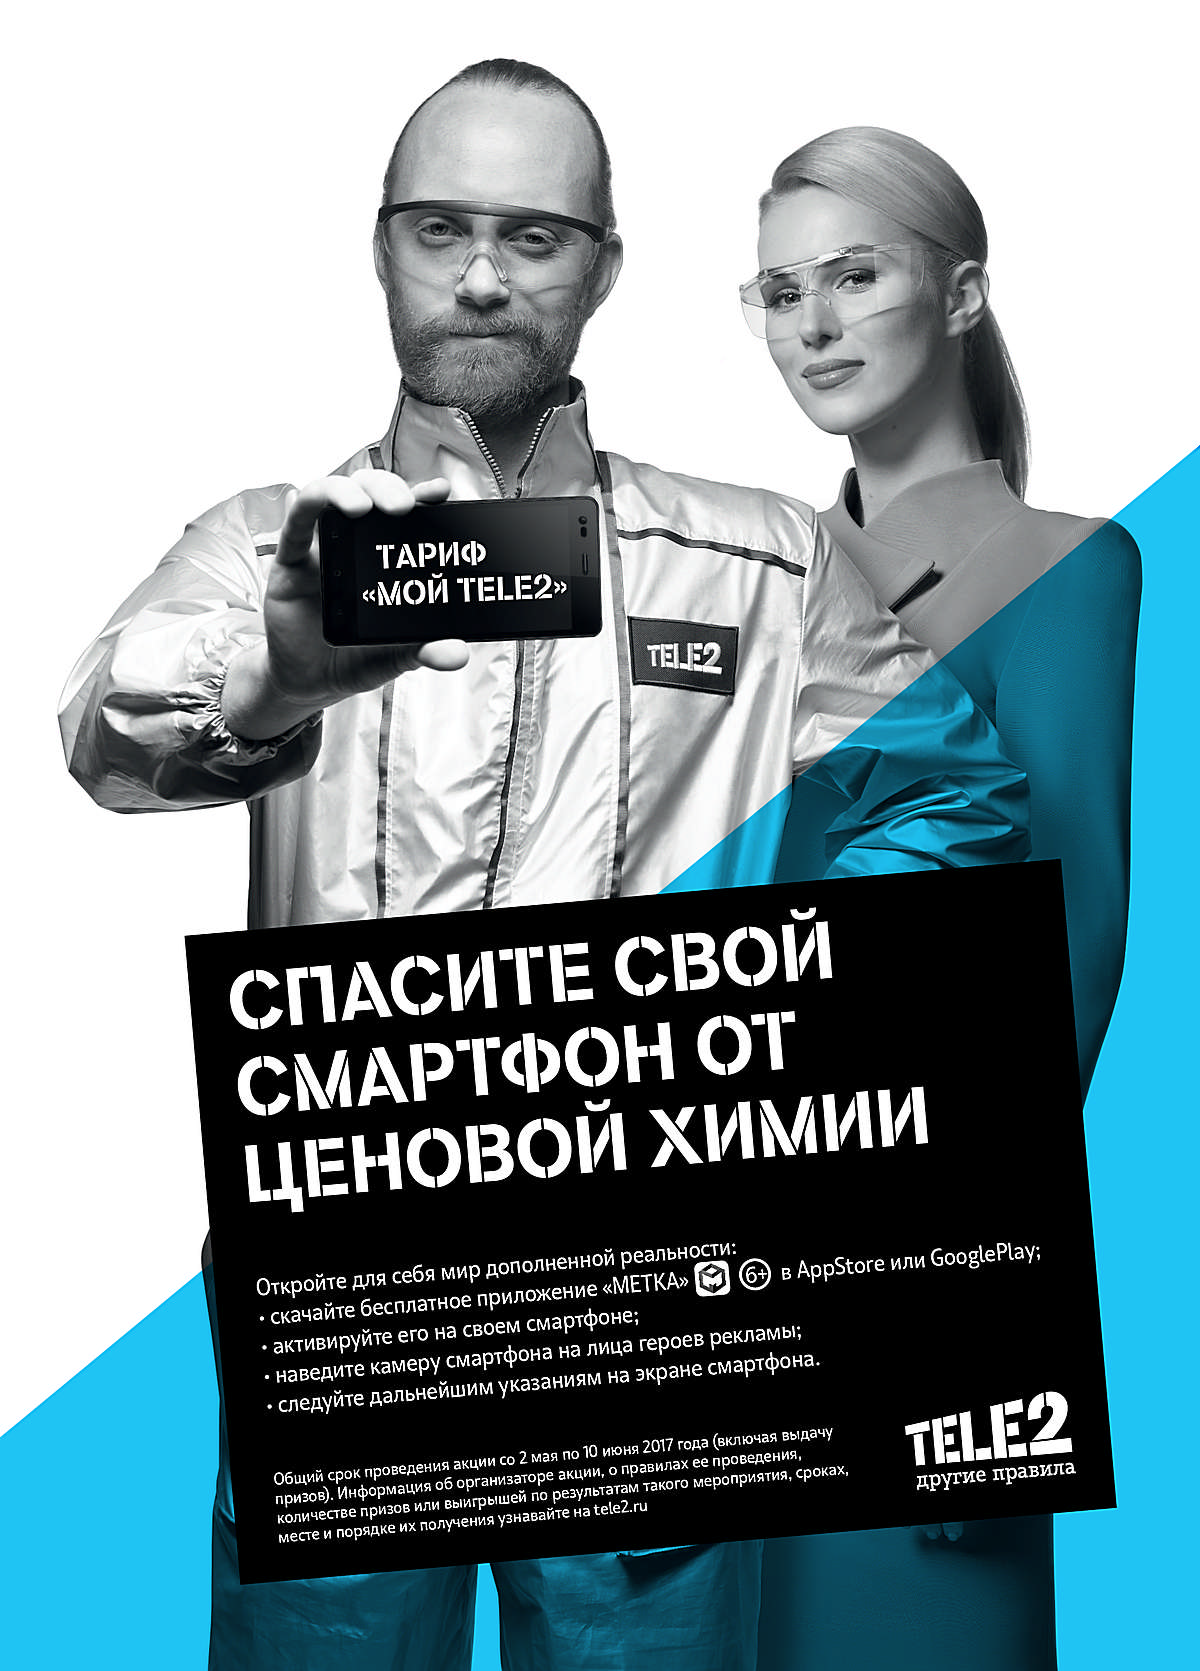 ТАРИФ
«МОЙ TELE2»
TELE2
СПАСИТЕ СВОЙ
СМАРТФОН ОТ
ЦЕНОВОЙ ХИМИИ
Откройте для себя мир дополненной реальности:
• скачайте бесплатное приложение «МЕТКА» 6+ в AppStore или GooglePlay;
• активируйте его на своем смартфоне;
• наведите камеру смартфона на лица героев рекламы;
• следуйте дальнейшим указаниям на экране смартфона.
Общий срок проведения акции со 2 мая по 10 июня 2017 года (включая выдачу
призов). Информация об организаторе акции, о правилах ее проведения,
количестве призов или выигрышей по результатам такого мероприятия, сроках,
месте и порядке их получения узнавайте на tele2.ru
TELE2
другие правила